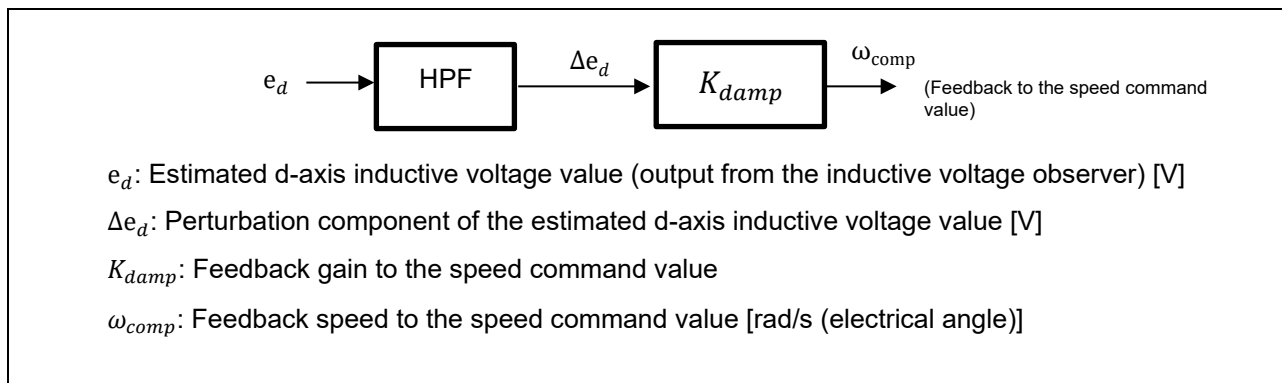 e_d
HPF
Δe_d
K_damp
ω_comp
(Feedback to the speed command
value)
e_d: Estimated d-axis inductive voltage value (output from the inductive voltage observer) [V]
Δe_d: Perturbation component of the estimated d-axis inductive voltage value [V]
K_damp: Feedback gain to the speed command value
ω_comp: Feedback speed to the speed command value [rad/s (electrical angle)]